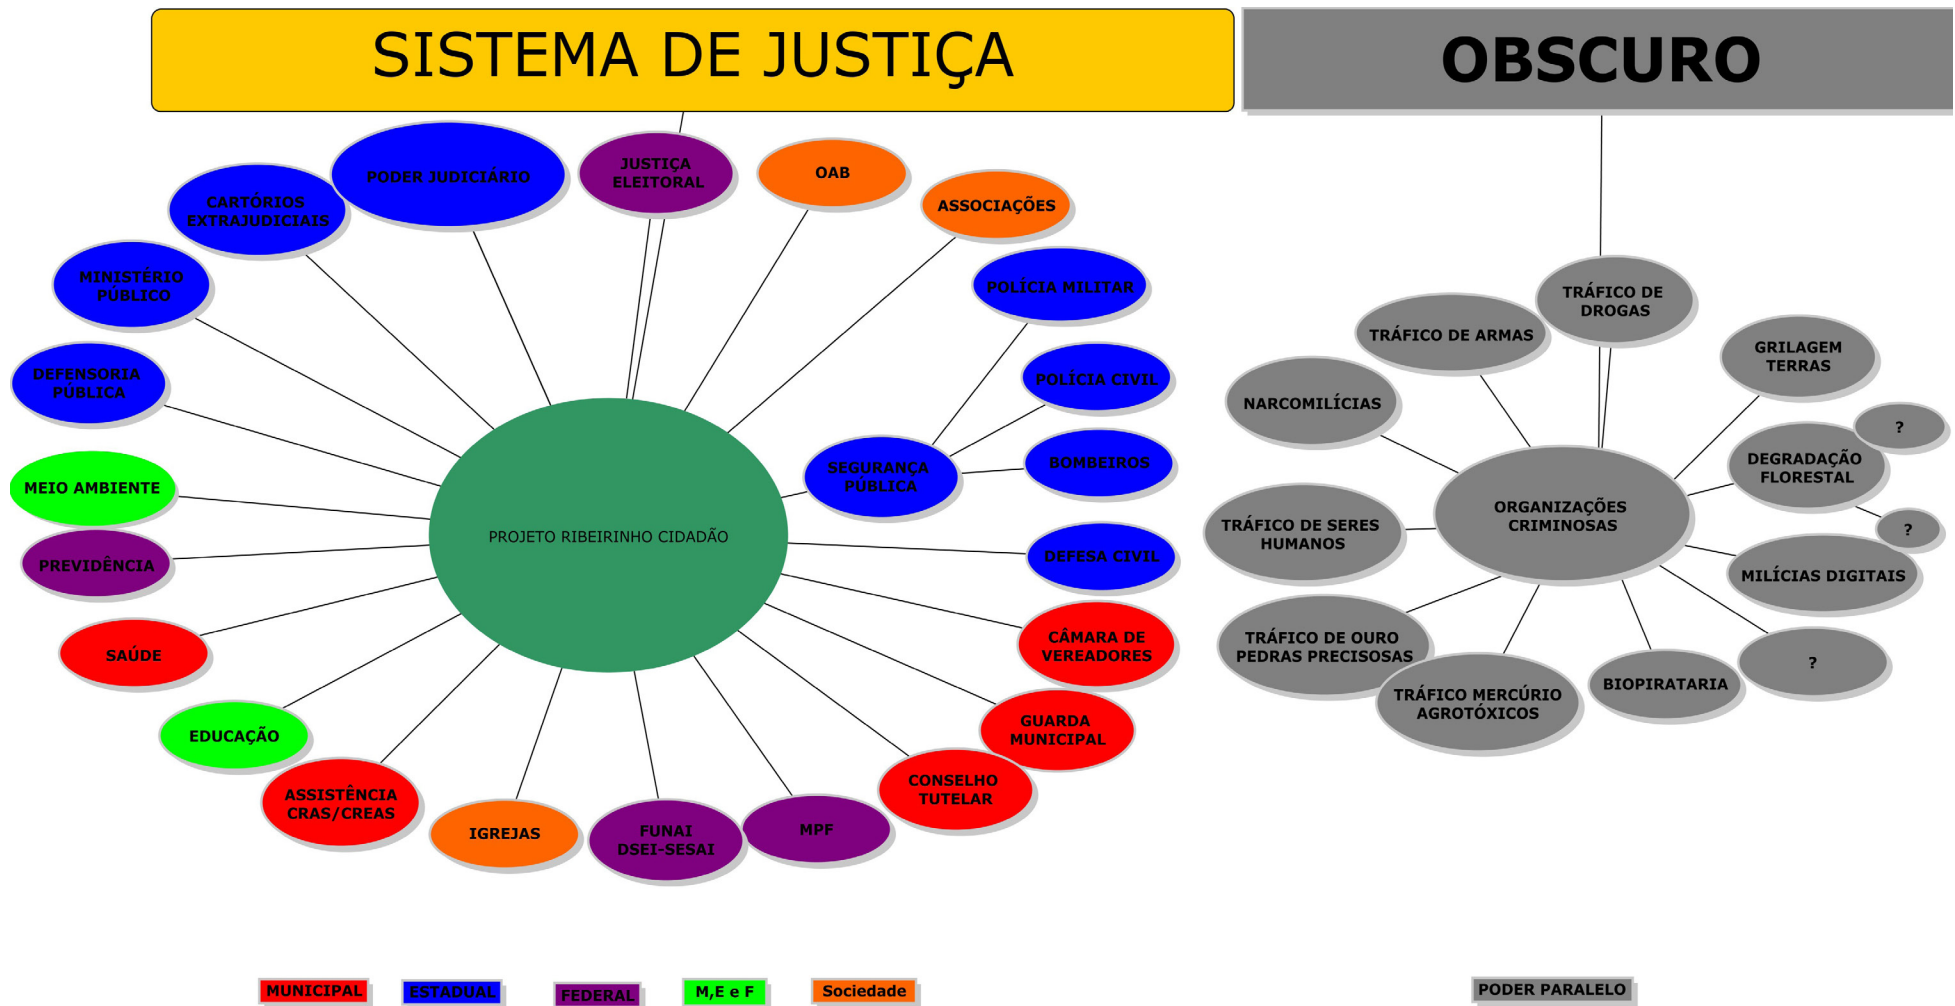 SISTEMA DE JUSTIÇA
OBSCURO
PODER JUDICIÁRIO
JUSTIÇA
ELEITORAL
OAB
ASSOCIAÇÕES
CARTÓRIOS
EXTRAJUDICIAIS
MINISTÉRIO
PÚBLICO
DEFENSORIA
PÚBLICA
MEIO AMBIENTE
PREVIDÊNCIA
SAÚDE
EDUCAÇÃO
ASSISTÊNCIA
CRAS/CREAS
IGREJAS
FUNAI
DSEI-SESAI
MPF
CONSELHO
TUTELAR
GUARDA
MUNICIPAL
CÂMARA DE
VEREADORES
DEFESA CIVIL
BOMBEIROS
POLÍCIA CIVIL
POLÍCIA MILITAR
SEGURANÇA
PÚBLICA
PROJETO RIBEIRINHO CIDADÃO
TRÁFICO DE
DROGAS
TRÁFICO DE ARMAS
GRILAGEM
TERRAS
NARCOMILÍCIAS
?
DEGRADAÇÃO
FLORESTAL
?
ORGANIZAÇÕES
CRIMINOSAS
TRÁFICO DE SERES
HUMANOS
MILÍCIAS DIGITAIS
TRÁFICO DE OURO
PEDRAS PRECISOSAS
TRÁFICO MERCÚRIO
AGROTÓXICOS
BIOPIRATARIA
?
MUNICIPAL
ESTADUAL
FEDERAL
M,E e F
Sociedade
PODER PARALELO